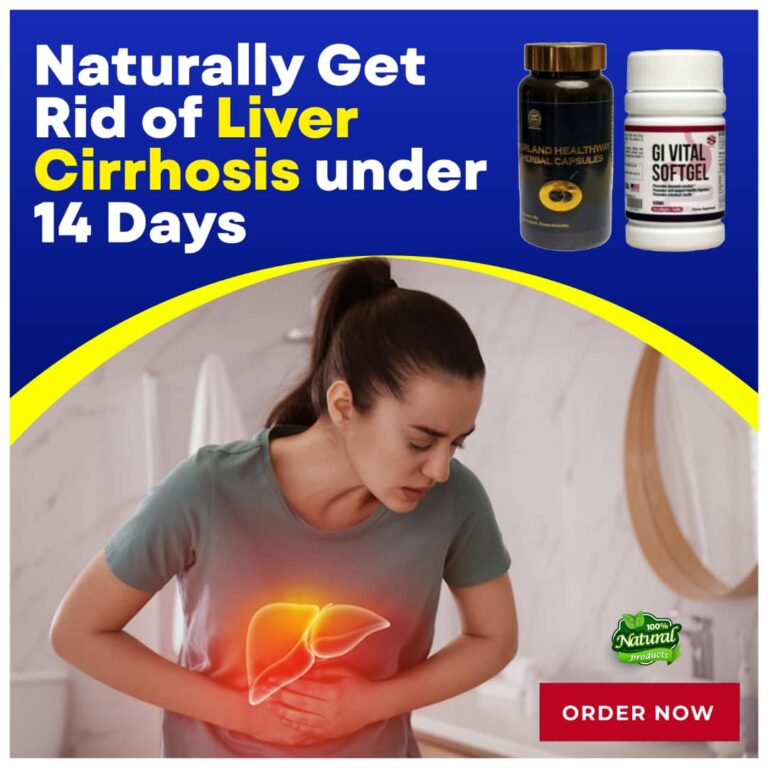 Naturally Get
Rid of Liver
Cirrhosis under
14 Days
HEALTHWAY
HERBAL CAPSULES
GI VITAL
SOFTGEL
100%
Natural
products
ORDER NOW